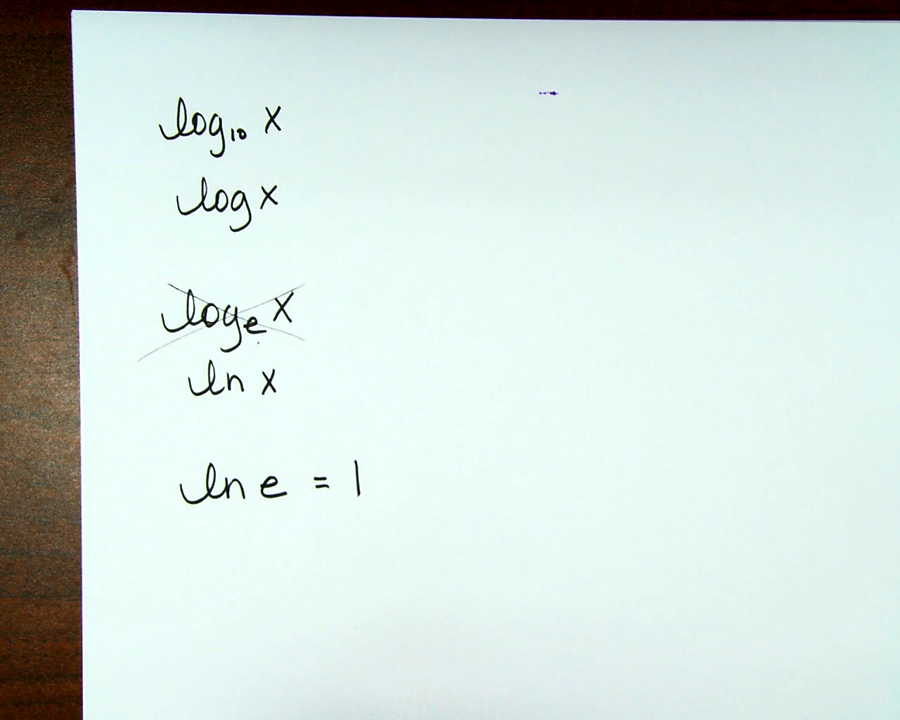 log₁₀ x
log x
logₑ x
ln x
ln e = 1